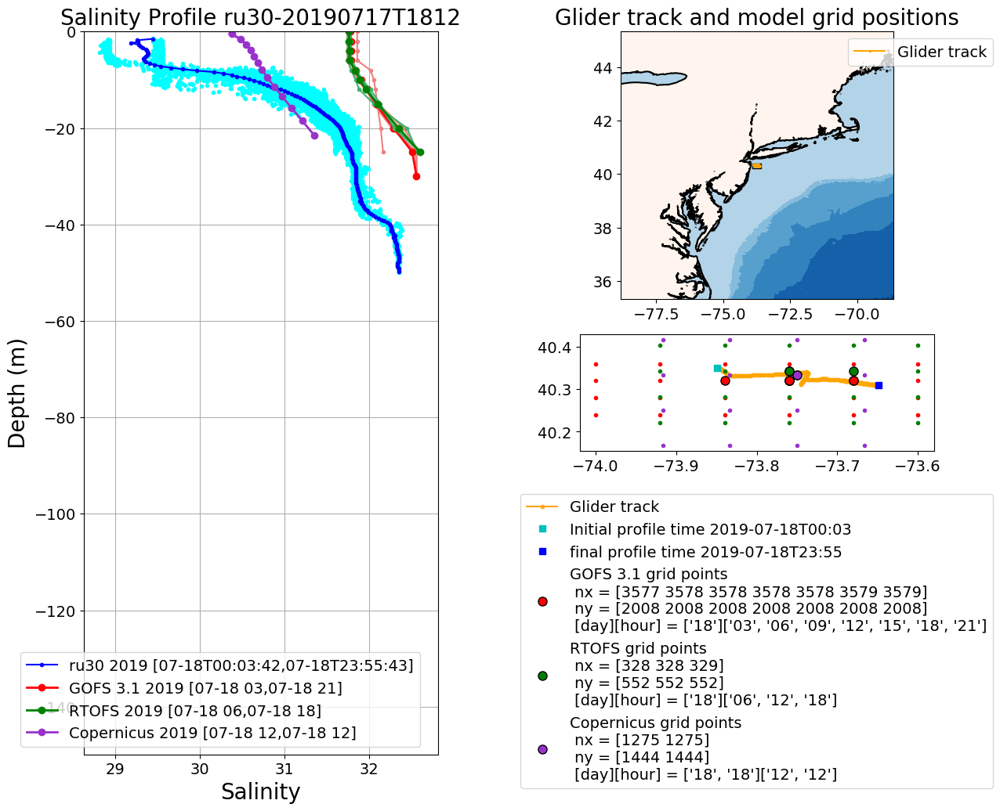 Salinity Profile ru30-20190717T1812
0
−20
−40
−60
−80
−100
−120
−140
29
30
31
32
Depth (m)
Salinity
ru30 2019 [07-18T00:03:42,07-18T23:55:43]
GOFS 3.1 2019 [07-18 03,07-18 21]
RTOFS 2019 [07-18 06,07-18 18]
Copernicus 2019 [07-18 12,07-18 12]
Glider track and model grid positions
Glider track
44
42
40
38
36
−77.5
−75.0
−72.5
−70.0
40.4
40.3
40.2
−74.0
−73.9
−73.8
−73.7
−73.6
Glider track
Initial profile time 2019-07-18T00:03
final profile time 2019-07-18T23:55
GOFS 3.1 grid points
nx = [3577 3578 3578 3578 3578 3579 3579]
ny = [2008 2008 2008 2008 2008 2008 2008]
[day][hour] = ['18']['03', '06', '09', '12', '15', '18', '21']
RTOFS grid points
nx = [328 328 329]
ny = [552 552 552]
[day][hour] = ['18']['06', '12', '18']
Copernicus grid points
nx = [1275 1275]
ny = [1444 1444]
[day][hour] = ['18', '18']['12', '12']